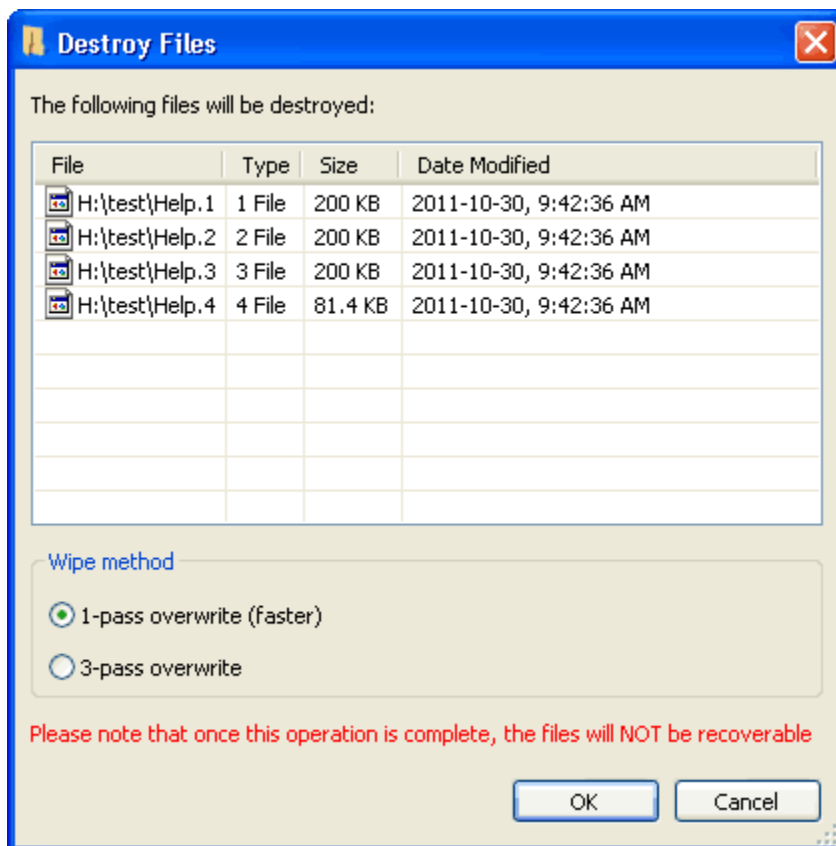 Destroy Files
The following files will be destroyed:
File Type Size Date Modified
H:\test\Help.1 1 File 200 KB 2011-10-30, 9:42:36 AM
H:\test\Help.2 2 File 200 KB 2011-10-30, 9:42:36 AM
H:\test\Help.3 3 File 200 KB 2011-10-30, 9:42:36 AM
H:\test\Help.4 4 File 81.4 KB 2011-10-30, 9:42:36 AM
Wipe method
1-pass overwrite (faster)
3-pass overwrite
Please note that once this operation is complete, the files will NOT be recoverable
OK Cancel